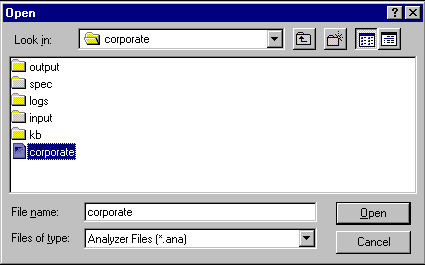 Open
Look in: corporate
output
spec
logs
input
kb
corporate
File name: corporate Open
Files of type: Analyzer Files (*.ana) Cancel